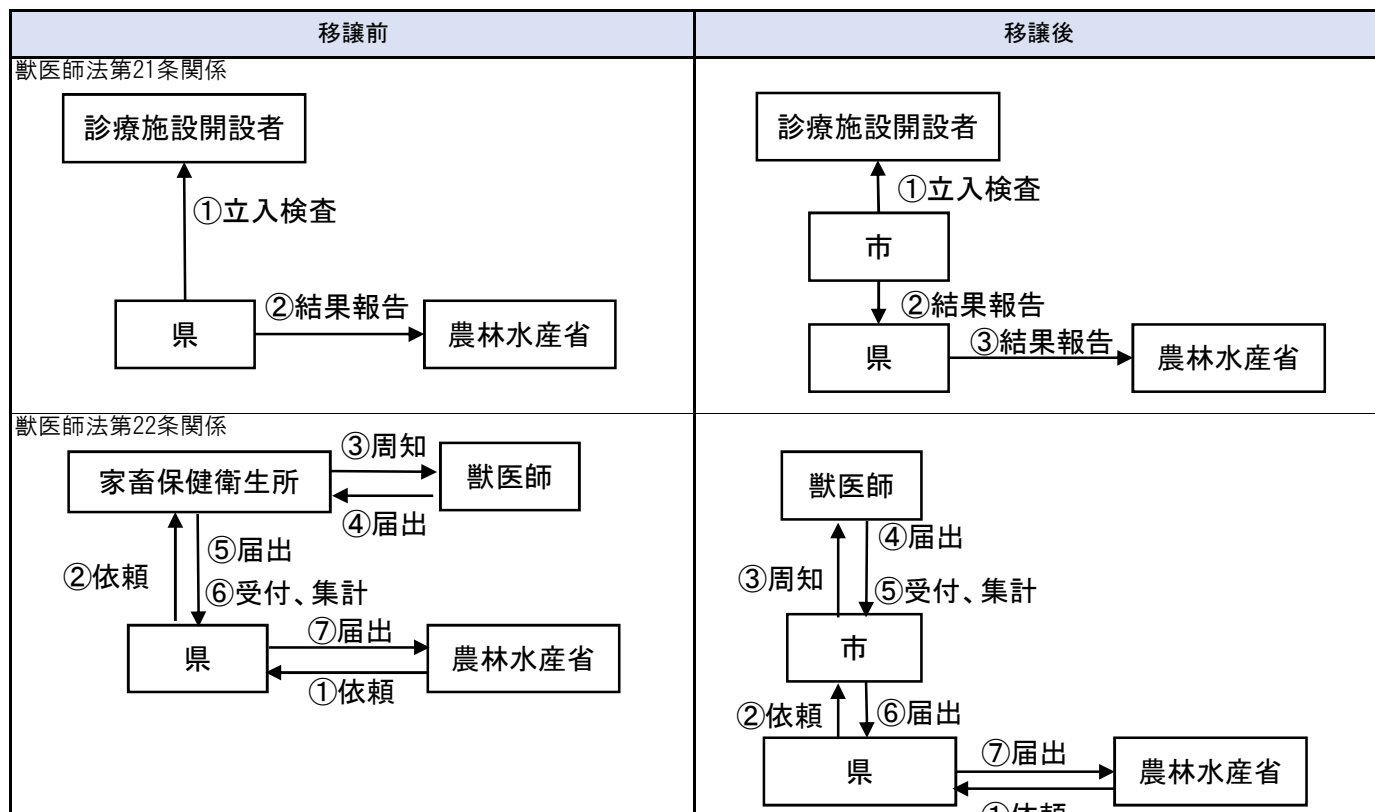 移譲前
移譲後
獣医師法第21条関係
診療施設開設者
①立入検査
県
②結果報告
農林水産省
診療施設開設者
①立入検査
市
②結果報告
県
③結果報告
農林水産省
獣医師法第22条関係
家畜保健衛生所
③周知
獣医師
④届出
②依頼
⑤届出
⑥受付、集計
県
⑦届出
農林水産省
①依頼
獣医師
③周知
④届出
⑤受付、集計
市
②依頼
⑥届出
県
⑦届出
農林水産省
①依頼